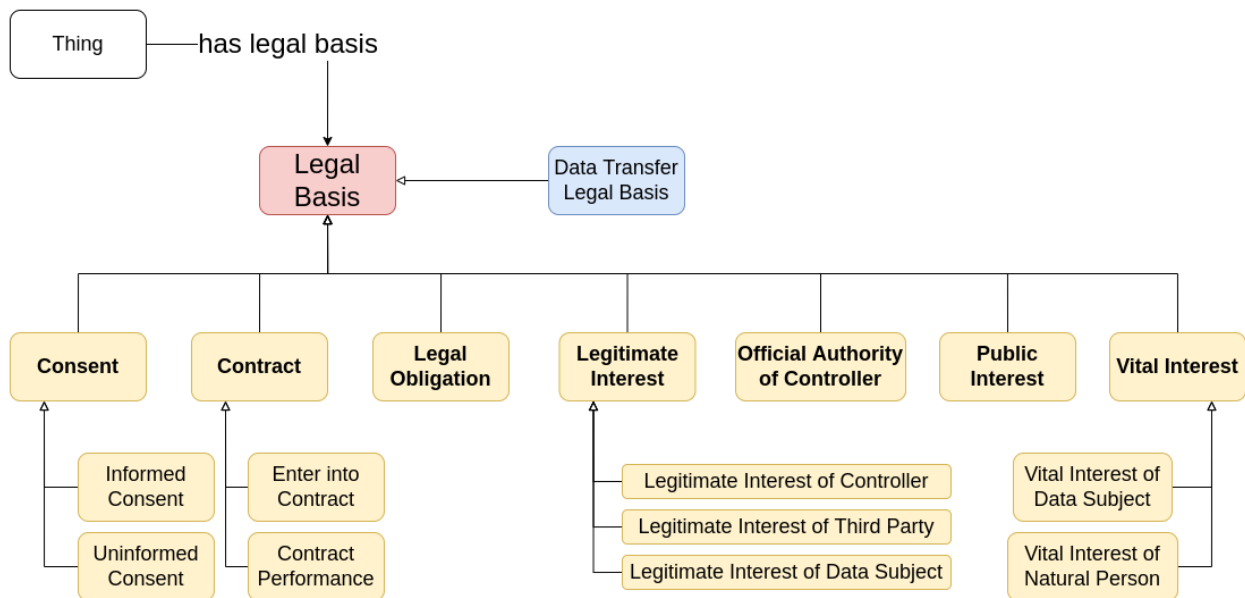 Thing
has legal basis
Legal
Basis
Data Transfer
Legal Basis
Consent
Contract
Legal
Obligation
Legitimate
Interest
Official Authority
of Controller
Public
Interest
Vital Interest
Informed
Consent
Uninformed
Consent
Enter into
Contract
Contract
Performance
Legitimate Interest of Controller
Legitimate Interest of Third Party
Legitimate Interest of Data Subject
Vital Interest of
Data Subject
Vital Interest of
Natural Person